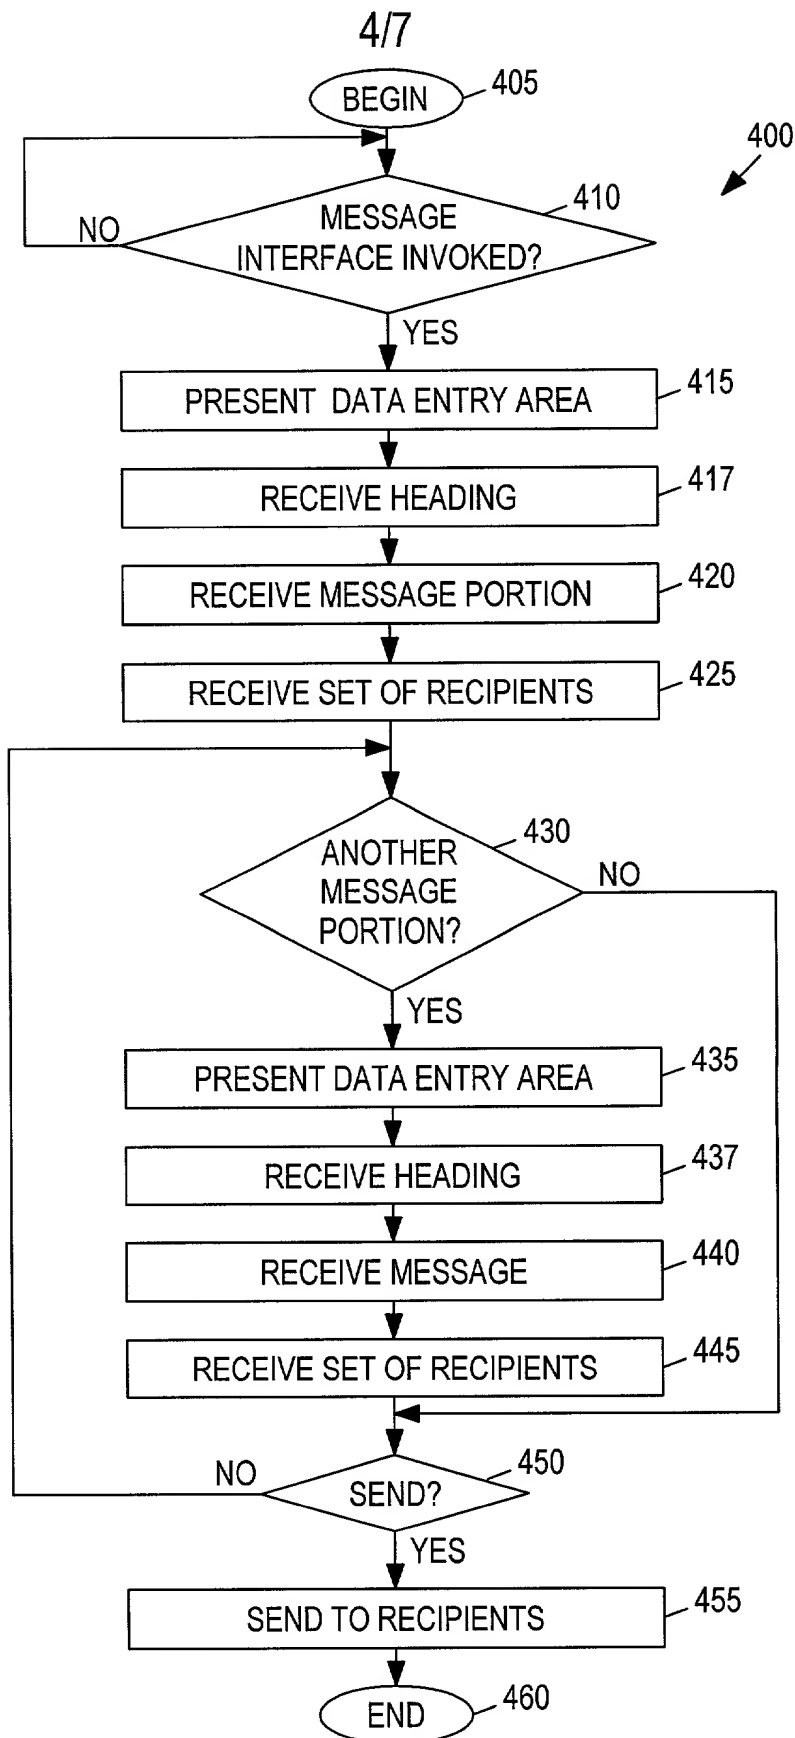 4/7
BEGIN
405
400
410
MESSAGE
INTERFACE INVOKED?
NO
YES
PRESENT DATA ENTRY AREA
415
RECEIVE HEADING
417
RECEIVE MESSAGE PORTION
420
RECEIVE SET OF RECIPIENTS
425
430
ANOTHER
MESSAGE
PORTION?
NO
YES
PRESENT DATA ENTRY AREA
435
RECEIVE HEADING
437
RECEIVE MESSAGE
440
RECEIVE SET OF RECIPIENTS
445
NO
SEND?
450
YES
SEND TO RECIPIENTS
455
END
460